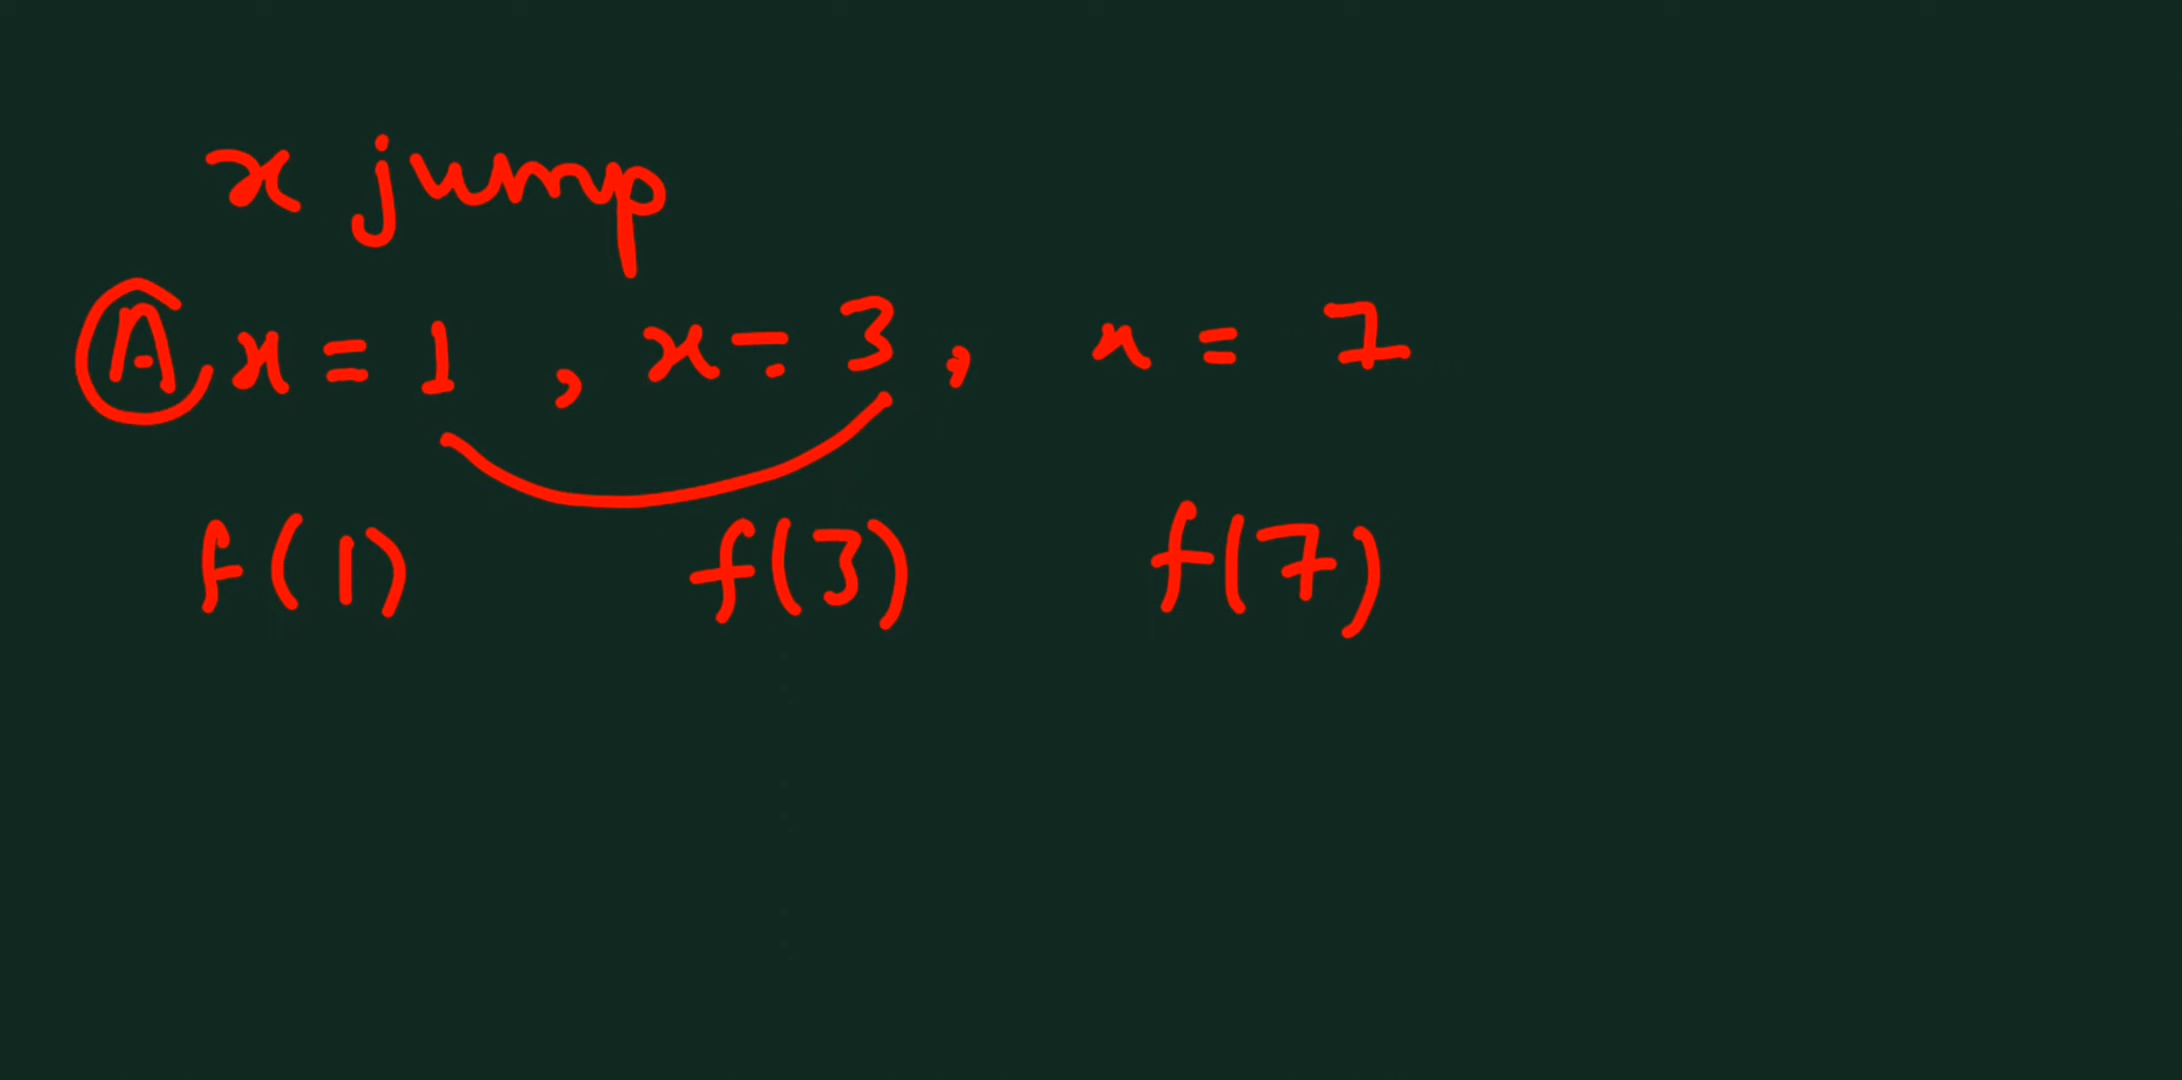 x jump
A x = 1 , x = 3 , x = 7
f(1) f(3) f(7)